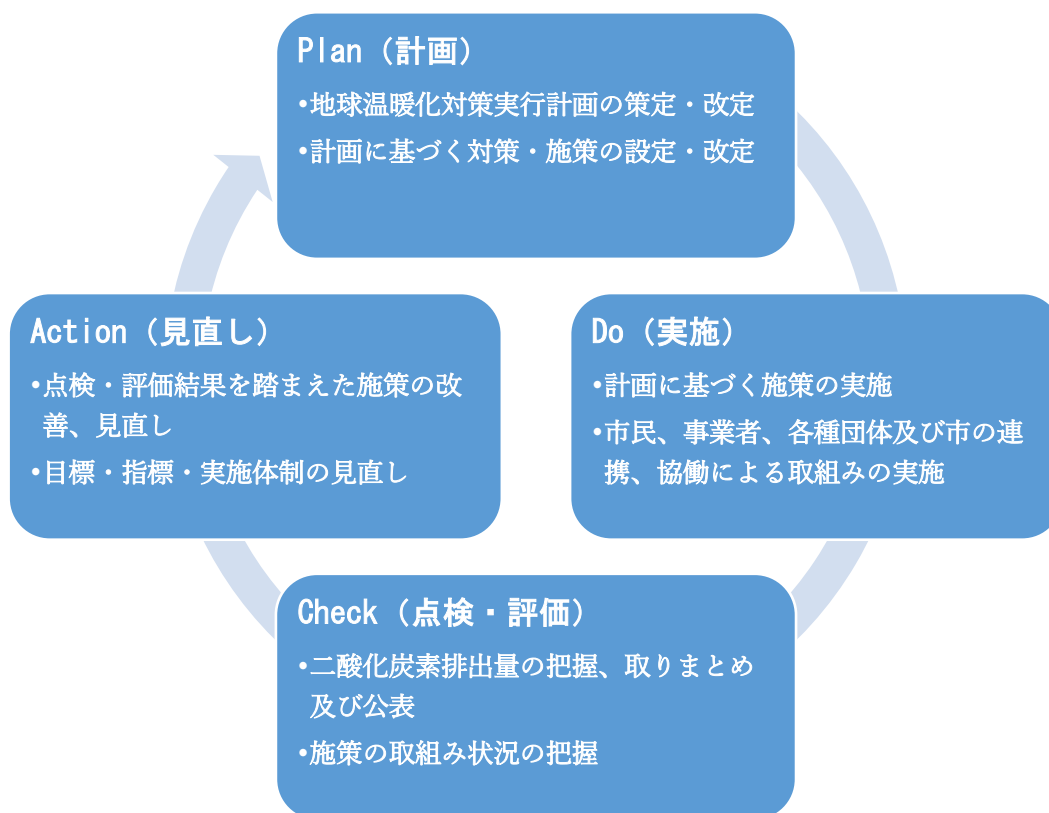 Plan（計画）
•地球温暖化対策実行計画の策定・改定
•計画に基づく対策・施策の設定・改定
Do（実施）
•計画に基づく施策の実施
•市民、事業者、各種団体及び市の連
携、協働による取組みの実施
Check（点検・評価）
•二酸化炭素排出量の把握、取りまとめ
及び公表
•施策の取組み状況の把握
Action（見直し）
•点検・評価結果を踏まえた施策の改
善、見直し
•目標・指標・実施体制の見直し